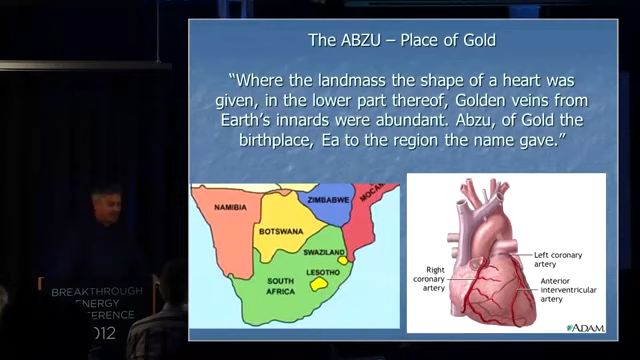 The ABZU – Place of Gold
“Where the landmass the shape of a heart was
given, in the lower part thereof, Golden veins from
Earth’s innards were abundant. Abzu, of Gold the
birthplace, Ea to the region the name gave.”
NAMIBIA
ZIMBABWE
BOTSWANA
SWAZILAND
LESOTHO
SOUTH
AFRICA
Left coronary
artery
Right
coronary
artery
Anterior
interventricular
artery
ADAM
BREAKTHROUGH
ENERGY
2012